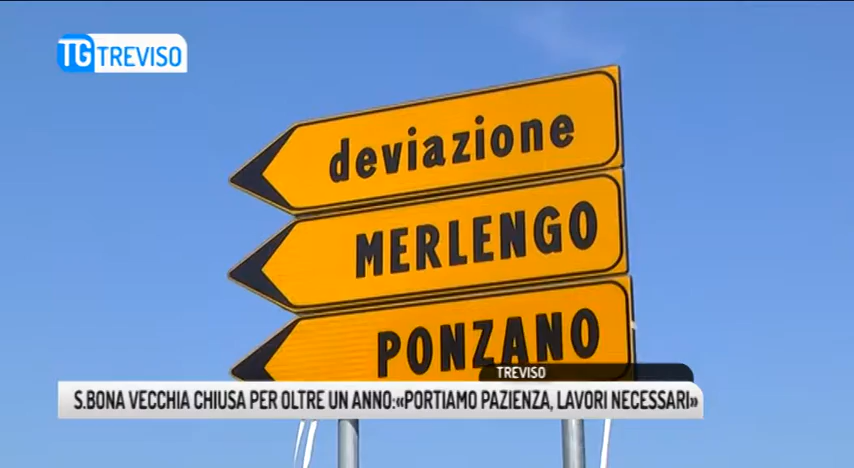 TG TREVISO
deviazione
MERLENGO
PONZANO
TREVISO
S.BONA VECCHIA CHIUSA PER OLTRE UN ANNO:«PORTIAMO PAZIENZA, LAVORI NECESSARI»